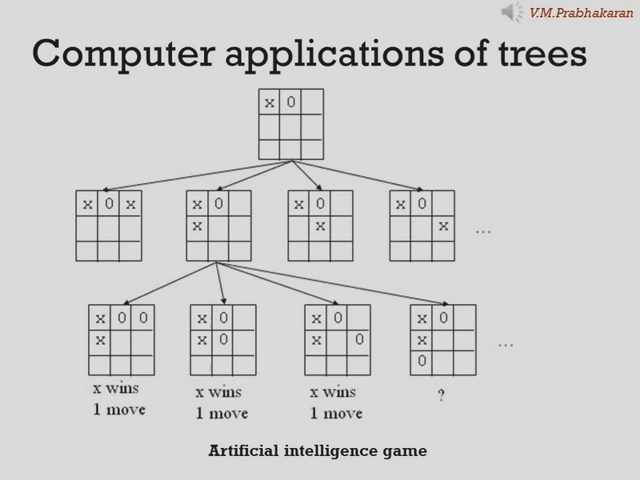 V.M.Prabhakaran
Computer applications of trees
x 0
x 0 x
x 0
x
x 0
x
x 0
x
...
x 0 0
x
x 0
x 0
x 0
x 0
x 0
x
0
...
x wins
1 move
x wins
1 move
x wins
1 move
?
Artificial intelligence game